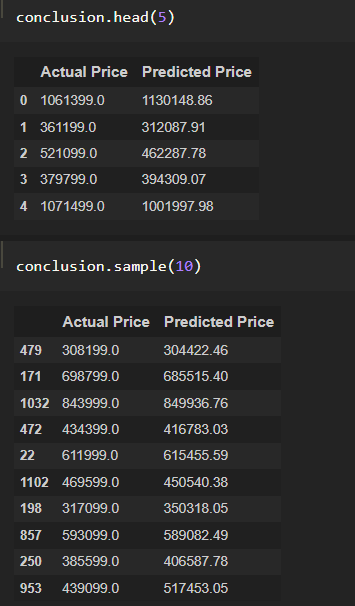 conclusion.head(5)
Actual Price Predicted Price
0 1061399.0 1130148.86
1 361199.0 312087.91
2 521099.0 462287.78
3 379799.0 394309.07
4 1071499.0 1001997.98
conclusion.sample(10)
Actual Price Predicted Price
479 308199.0 304422.46
171 698799.0 685515.40
1032 843999.0 849936.76
472 434399.0 416783.03
22 611999.0 615455.59
1102 469599.0 450540.38
198 317099.0 350318.05
857 593099.0 589082.49
250 385599.0 406587.78
953 439099.0 517453.05